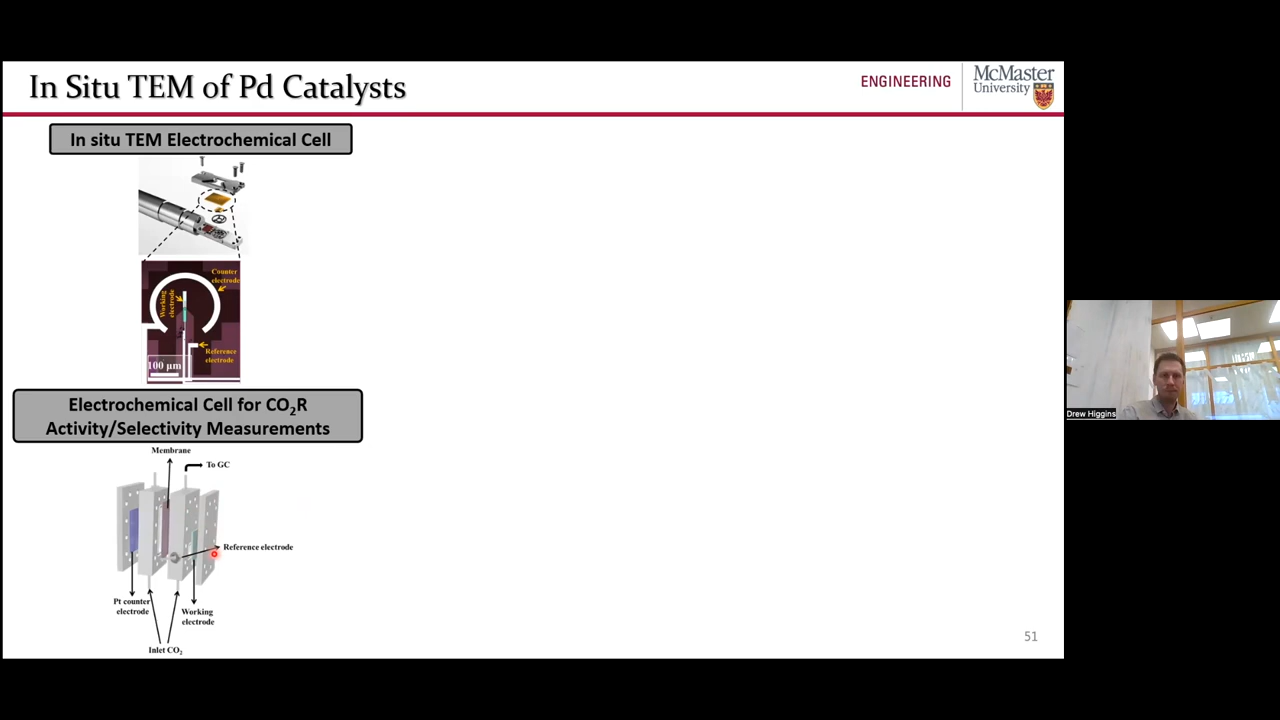 In Situ TEM of Pd Catalysts
ENGINEERING
McMaster
University
In situ TEM Electrochemical Cell
Counter
electrode
Working
electrode
Reference
electrode
100 μm
Electrochemical Cell for CO₂R
Activity/Selectivity Measurements
Membrane
To GC
Reference electrode
Pt counter
electrode
Working
electrode
Inlet CO₂
51
Drew Higgins